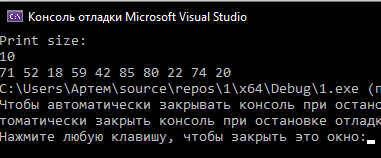 Консоль отладки Microsoft Visual Studio
Print size:
10
71 52 18 59 42 85 80 22 74 20
C:\Users\Артем\source\repos\1\x64\Debug\1.exe (п
Чтобы автоматически закрывать консоль при остано
томатически закрыть консоль при остановке отладк
Нажмите любую клавишу, чтобы закрыть это окно: